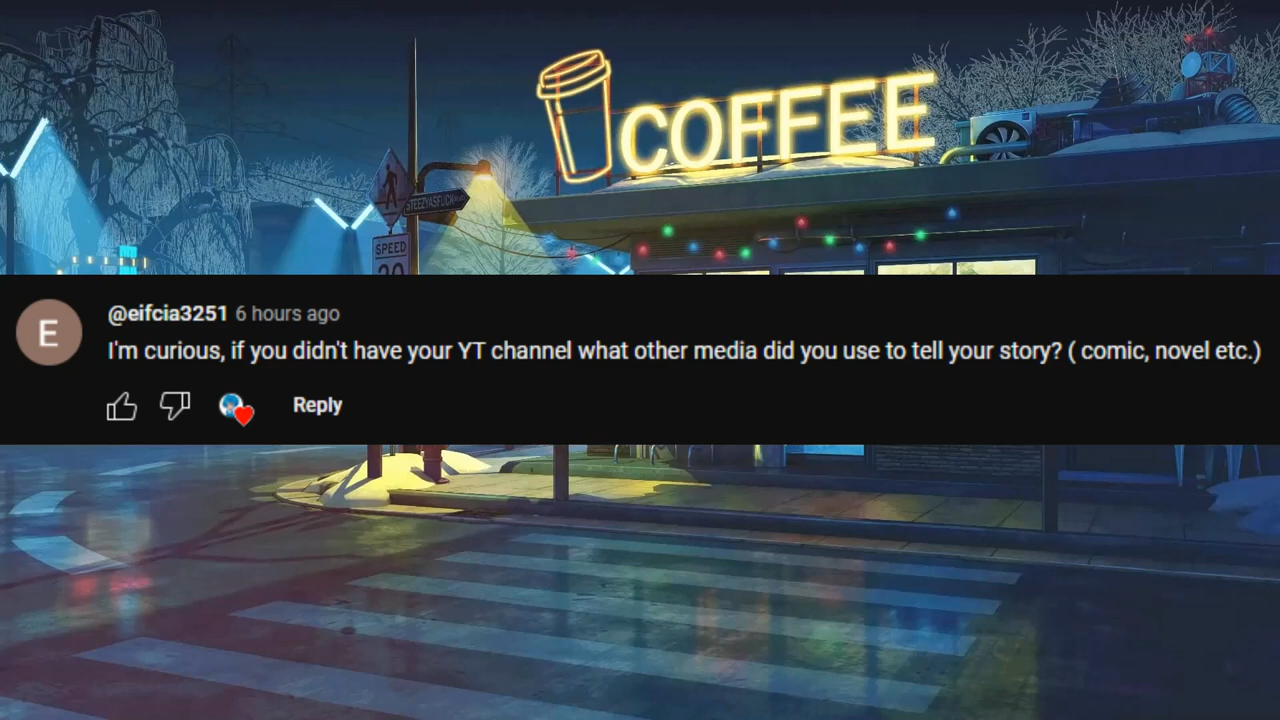 COFFEE
STEEZYASFUCK
SPEED
20
@eifcia3251 6 hours ago
I'm curious, if you didn't have your YT channel what other media did you use to tell your story? ( comic, novel etc.)
E
Reply